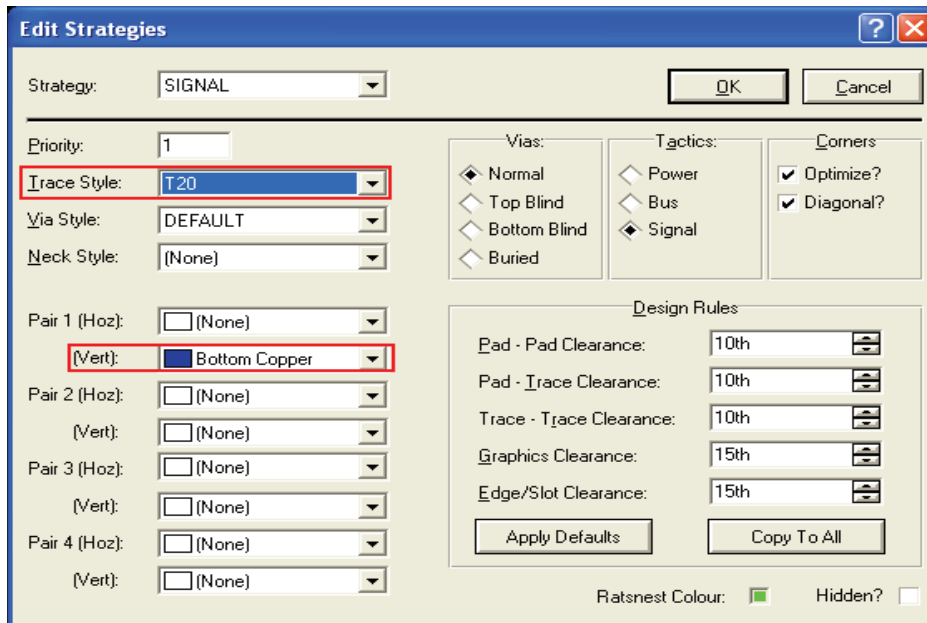 Edit Strategies
Strategy: SIGNAL OK Cancel
Priority: 1
Trace Style: T20
Via Style: DEFAULT
Neck Style: (None)
Vias:
Normal
Top Blind
Bottom Blind
Buried
Tactics:
Power
Bus
Signal
Corners
Optimize?
Diagonal?
Pair 1 (Hoz): (None)
(Vert): Bottom Copper
Pair 2 (Hoz): (None)
(Vert): (None)
Pair 3 (Hoz): (None)
(Vert): (None)
Pair 4 (Hoz): (None)
(Vert): (None)
Design Rules
Pad - Pad Clearance: 10th
Pad - Trace Clearance: 10th
Trace - Trace Clearance: 10th
Graphics Clearance: 15th
Edge/Slot Clearance: 15th
Apply Defaults Copy To All
Ratsnest Colour: Hidden?